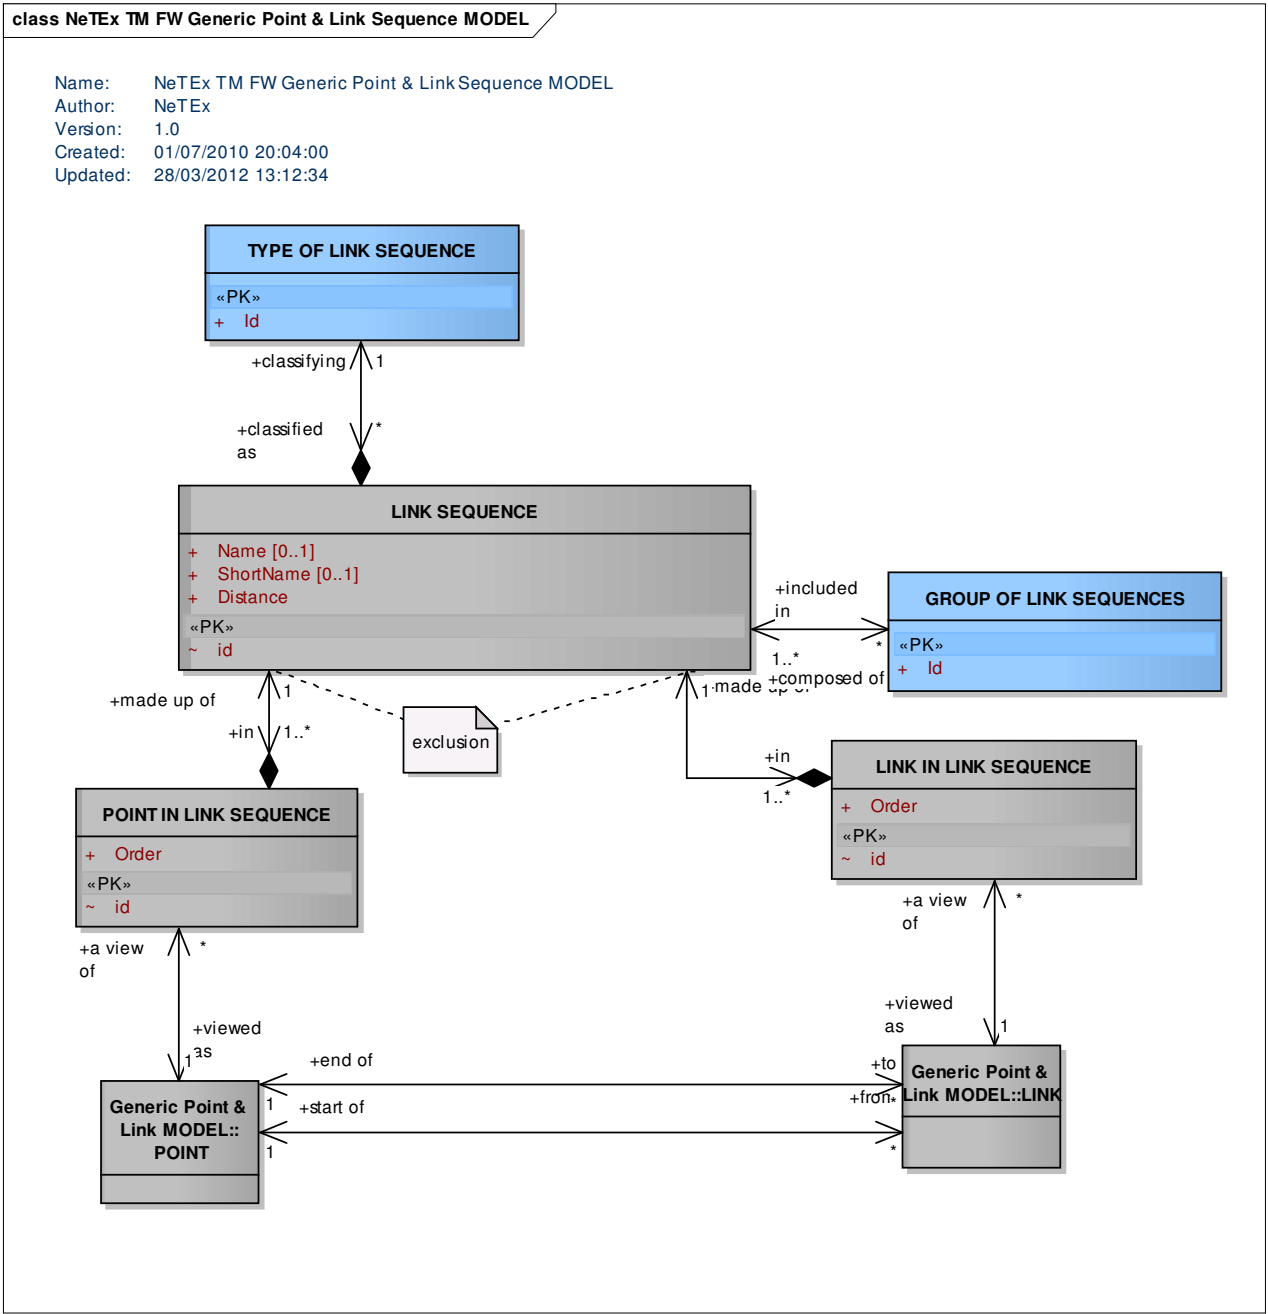 class NeTEx TM FW Generic Point & Link Sequence MODEL
Name: NeTEx TM FW Generic Point & Link Sequence MODEL
Author: NeTEx
Version: 1.0
Created: 01/07/2010 20:04:00
Updated: 28/03/2012 13:12:34
TYPE OF LINK SEQUENCE
«PK»
+ Id
+classifying 1
+classified
as
*
LINK SEQUENCE
+ Name [0..1]
+ ShortName [0..1]
+ Distance
«PK»
~ id
+included
in
*
1..*
+composed of
GROUP OF LINK SEQUENCES
«PK»
+ Id
+made up of
1
+in 1..*
exclusion
1
made up
+in
1..*
POINT IN LINK SEQUENCE
+ Order
«PK»
~ id
LINK IN LINK SEQUENCE
+ Order
«PK»
~ id
+a view
of
*
+a view
of
*
+viewed
as
1
+viewed
as
1
+end of
+to
1
*
+start of
1
*
Generic Point &
Link MODEL::
POINT
Generic Point &
Link MODEL::LINK